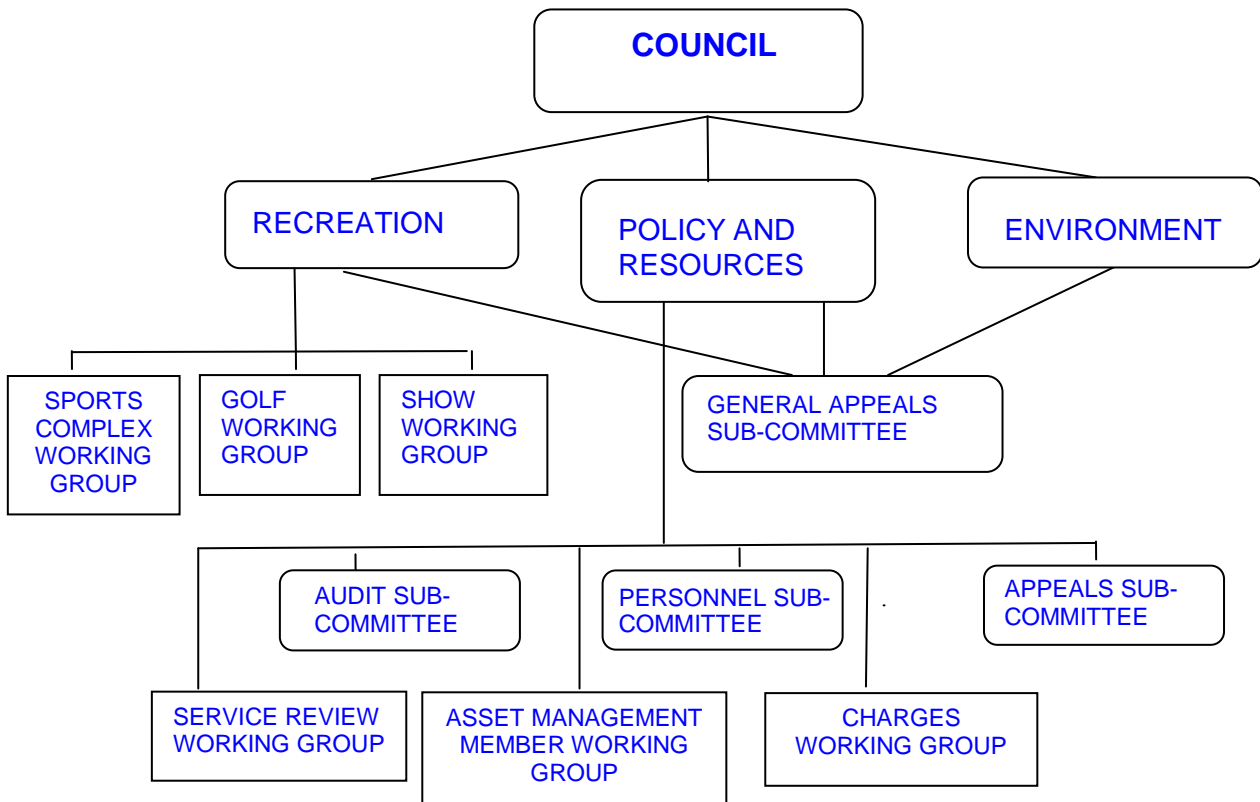 COUNCIL
RECREATION
POLICY AND
RESOURCES
ENVIRONMENT
SPORTS
COMPLEX
WORKING
GROUP
GOLF
WORKING
GROUP
SHOW
WORKING
GROUP
GENERAL APPEALS
SUB-COMMITTEE
AUDIT SUB-
COMMITTEE
PERSONNEL SUB-
COMMITTEE
.
APPEALS SUB-
COMMITTEE
SERVICE REVIEW
WORKING GROUP
ASSET MANAGEMENT
MEMBER WORKING
GROUP
CHARGES
WORKING GROUP